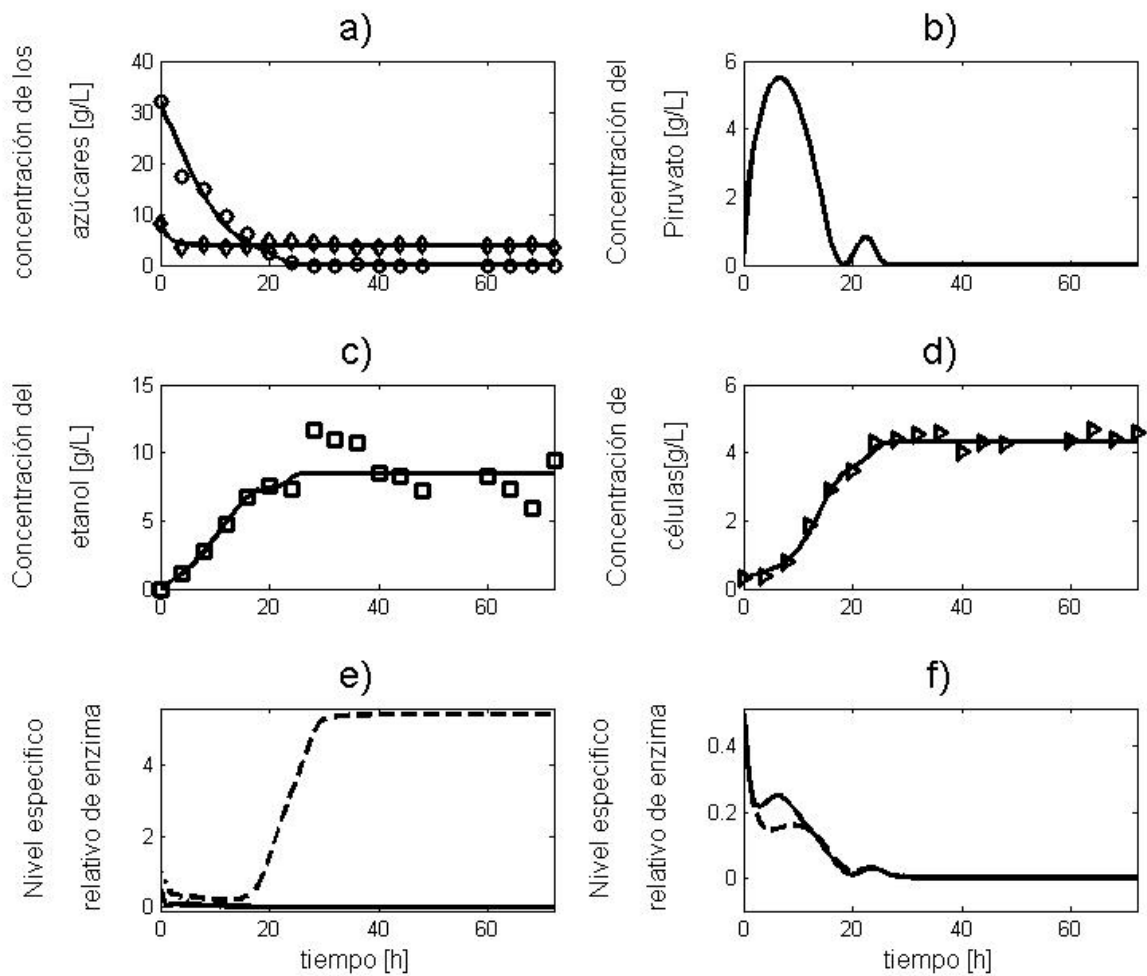 a)
concentración de los
azúcares [g/L]
40
30
20
10
0
0 20 40 60
b)
Concentración del
Piruvato [g/L]
6
4
2
0
0 20 40 60
c)
Concentración del
etanol [g/L]
15
10
5
0
0 20 40 60
d)
Concentración de
células[g/L]
6
4
2
0
0 20 40 60
e)
Nivel especifico
relativo de enzima
4
2
0
0 20 40 60
tiempo [h]
f)
Nivel especifico
relativo de enzima
0.4
0.2
0
0 20 40 60
tiempo [h]